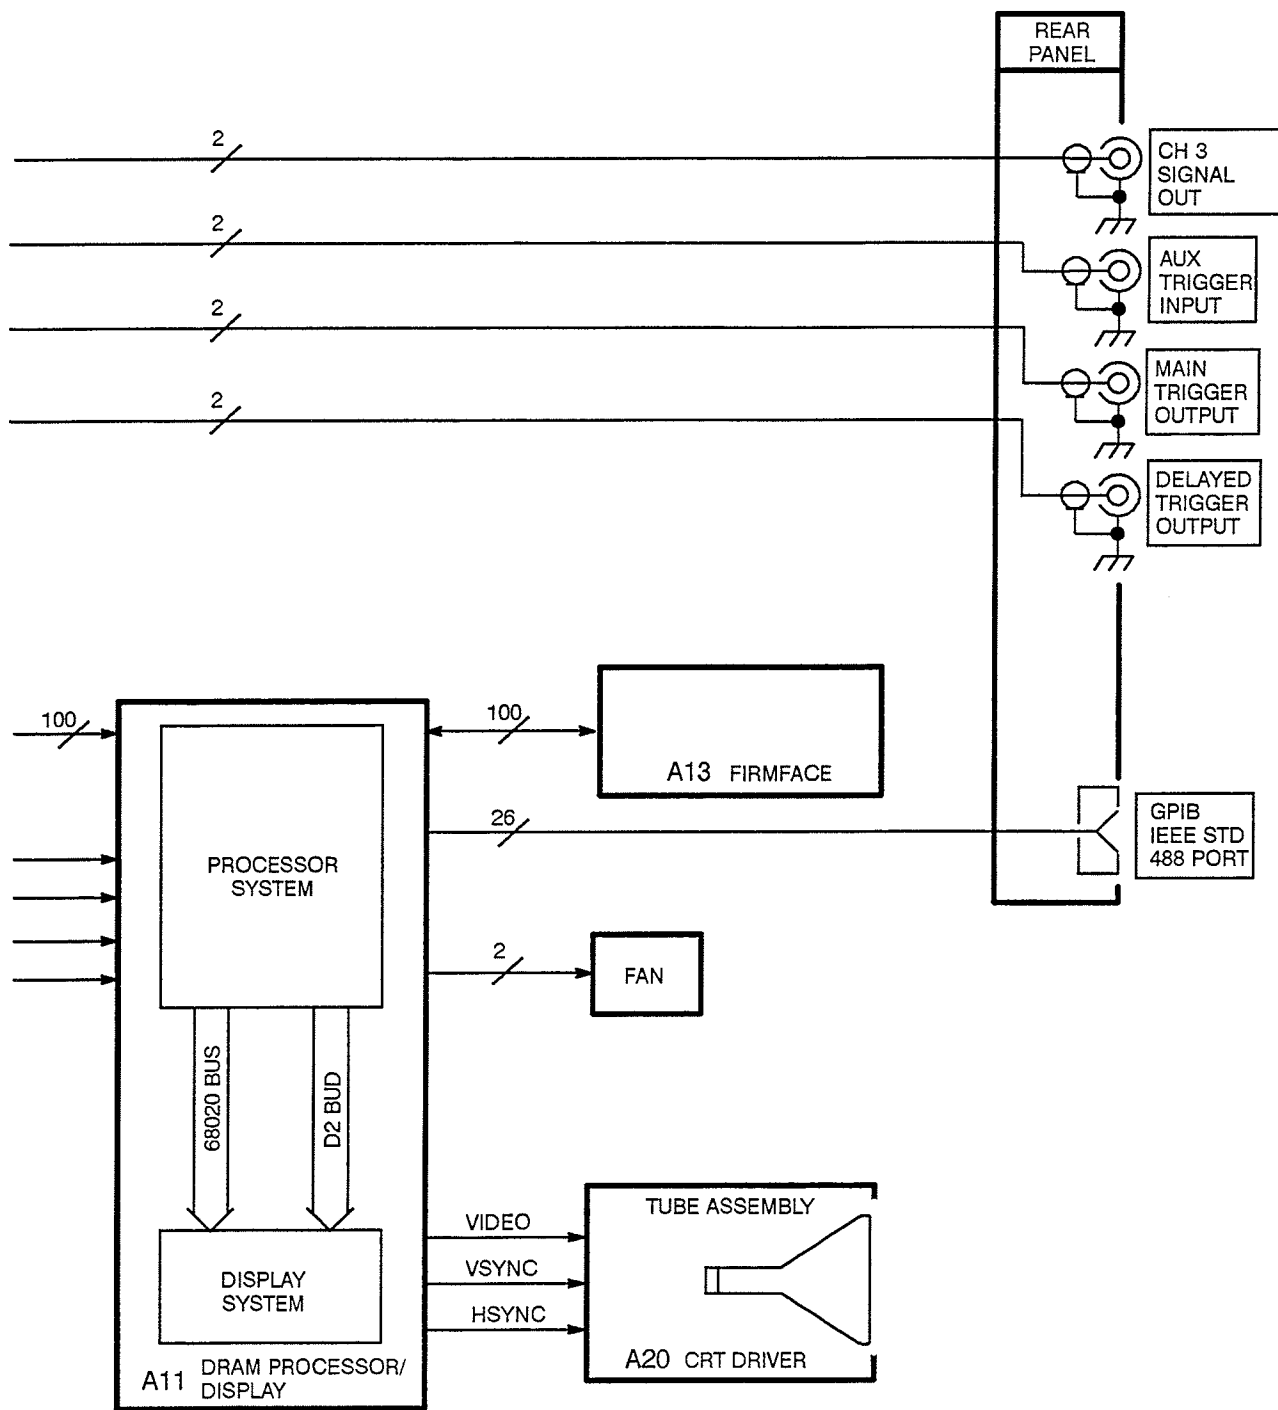 REAR
PANEL
2
CH 3
SIGNAL
OUT
2
AUX
TRIGGER
INPUT
2
MAIN
TRIGGER
OUTPUT
2
DELAYED
TRIGGER
OUTPUT
100
100
A13 FIRMFACE
26
GPIB
IEEE STD
488 PORT
PROCESSOR
SYSTEM
2
FAN
68020 BUS
D2 BUD
TUBE ASSEMBLY
VIDEO
VSYNC
HSYNC
DISPLAY
SYSTEM
A20 CRT DRIVER
A11 DRAM PROCESSOR/
DISPLAY